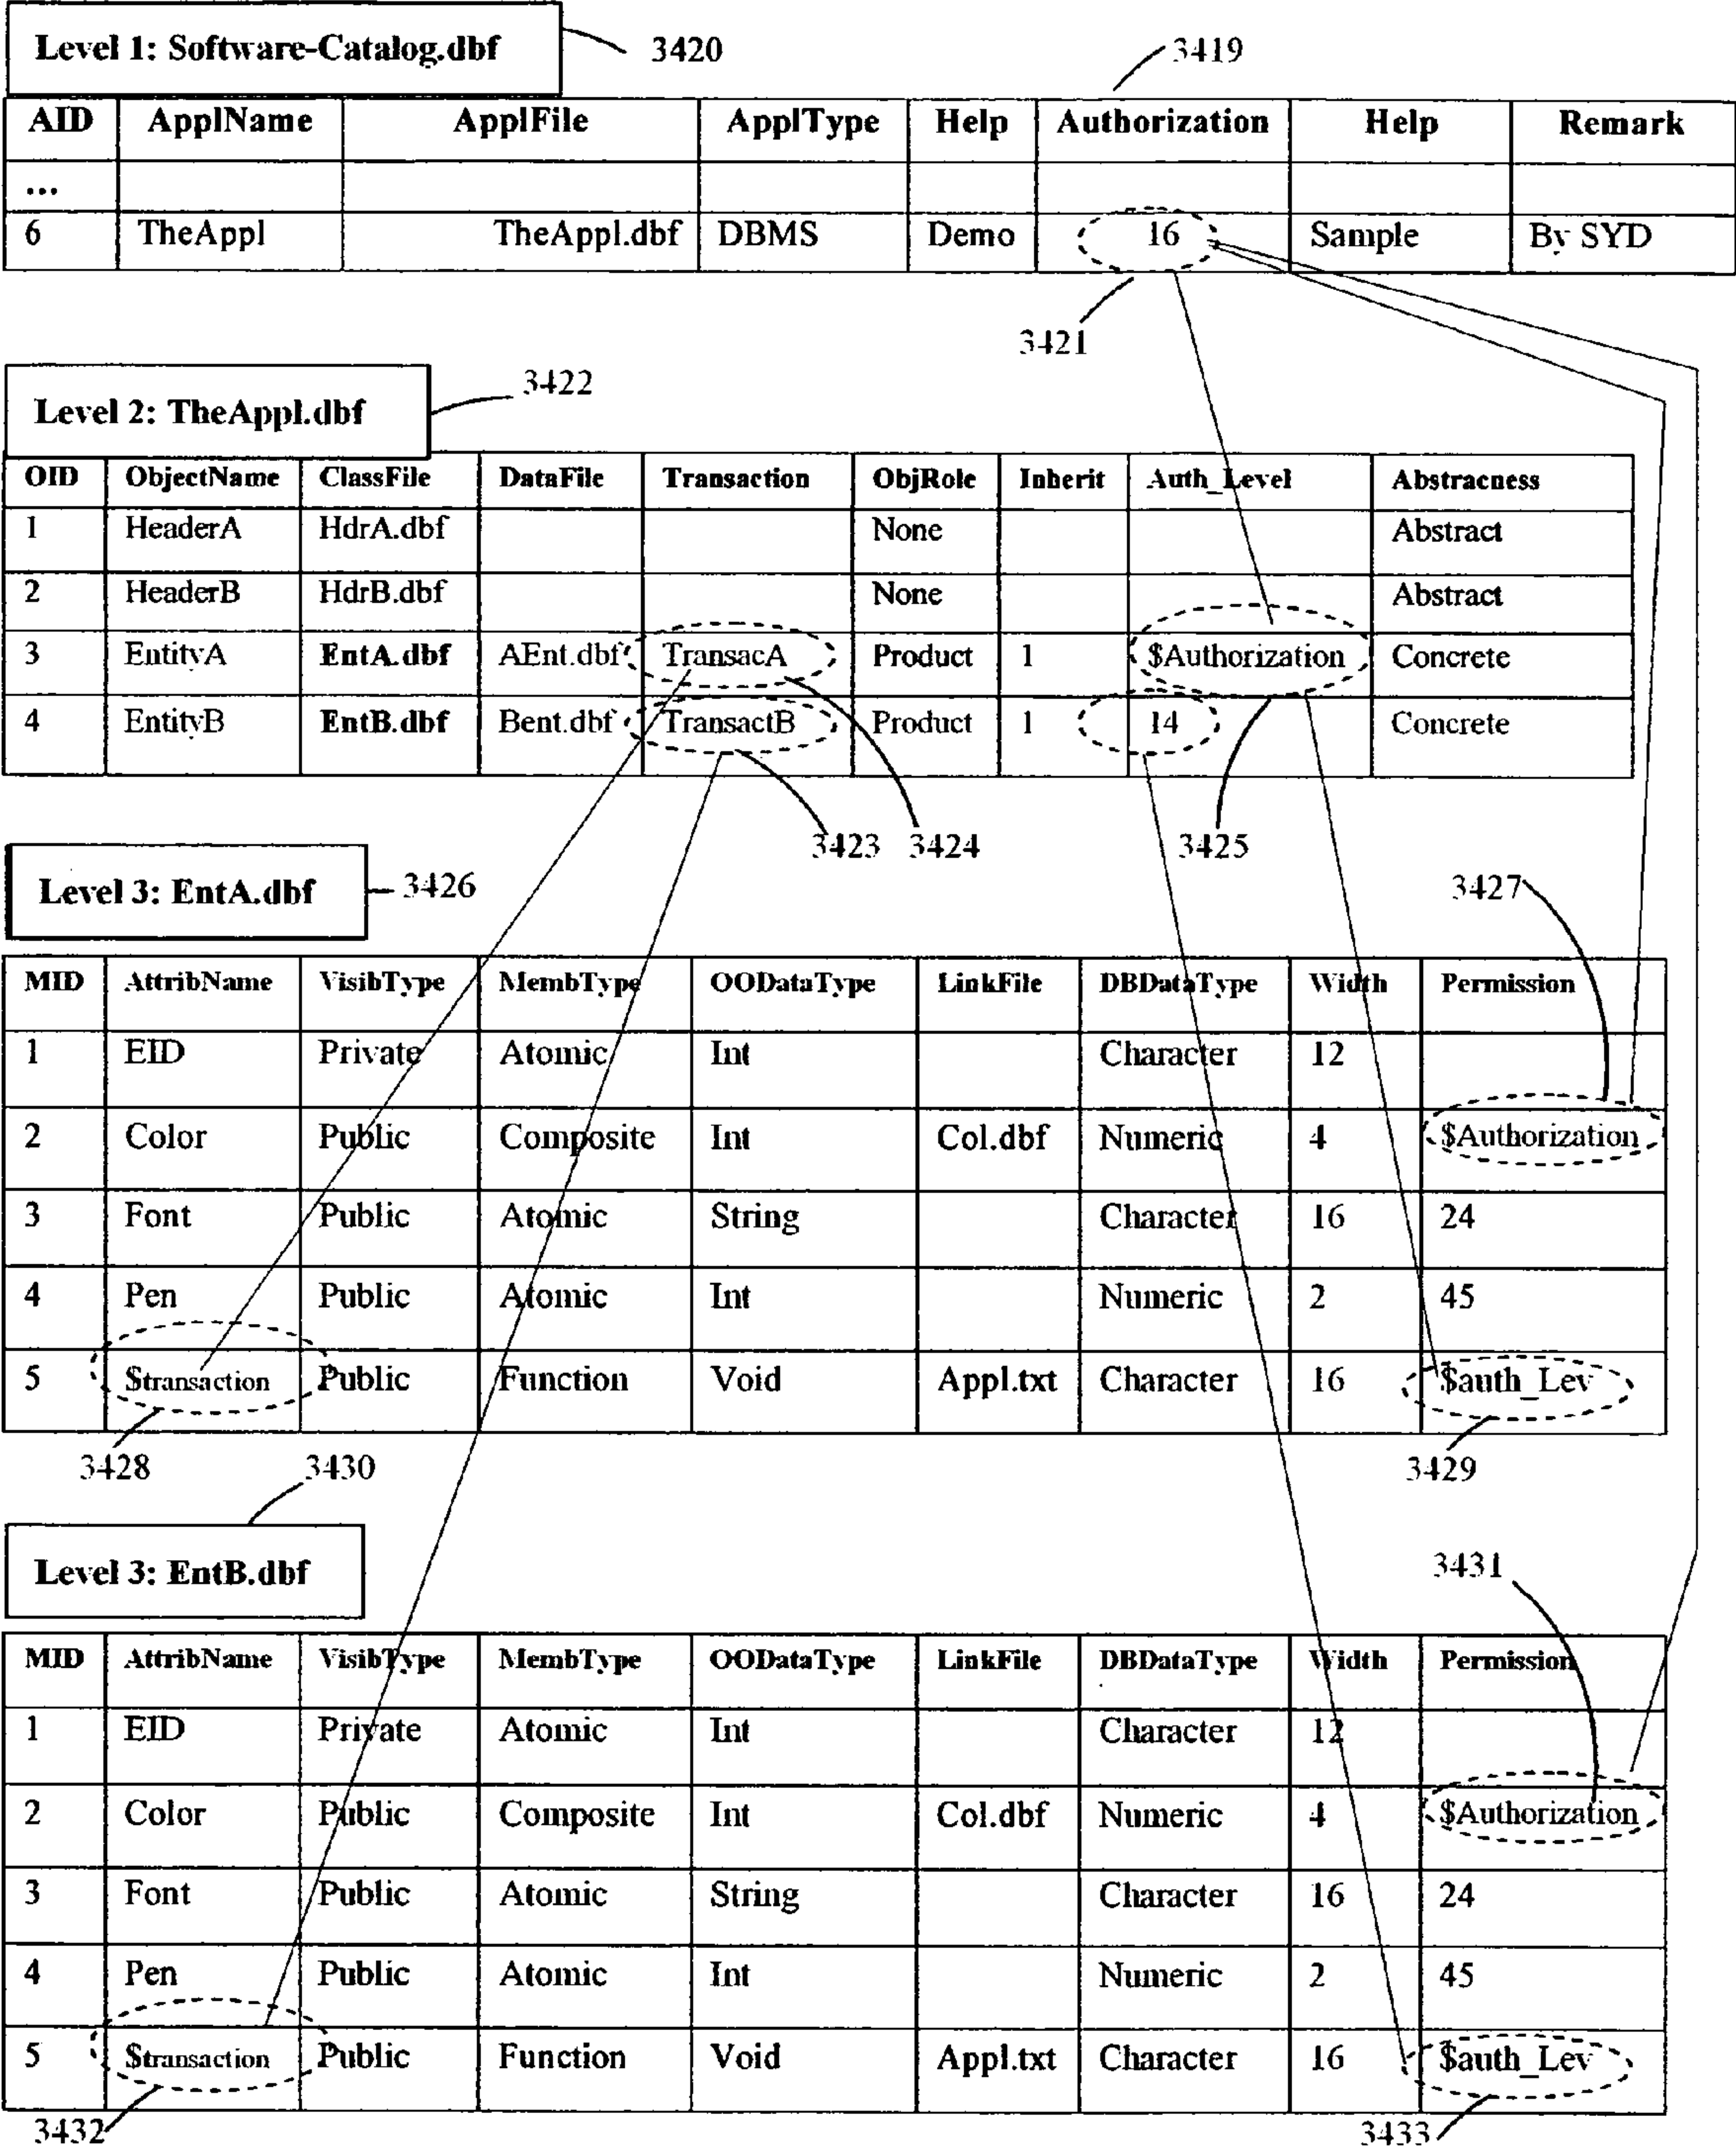 Level 1: Software-Catalog.dbf
3420
3419
AID ApplName ApplFile ApplType Help Authorization Help Remark
...
6 TheAppl TheAppl.dbf DBMS Demo 16 Sample By SYD
3421
Level 2: TheAppl.dbf
3422
OID ObjectName ClassFile DataFile Transaction ObjRole Inherit Auth_Level Abstracness
1 HeaderA HdrA.dbf None Abstract
2 HeaderB HdrB.dbf None Abstract
3 EntityA EntA.dbf AEnt.dbf TransacA Product 1 $Authorization Concrete
4 EntityB EntB.dbf Bent.dbf TransactB Product 1 14 Concrete
3423 3424 3425
Level 3: EntA.dbf
3426
3427
MID AttribName VisibType MembType OODataType LinkFile DBDataType Width Permission
1 EID Private Atomic Int Character 12
2 Color Public Composite Int Col.dbf Numeric 4 $Authorization
3 Font Public Atomic String Character 16 24
4 Pen Public Atomic Int Numeric 2 45
5 $transaction Public Function Void Appl.txt Character 16 $auth_Lev
3428 3430 3429
Level 3: EntB.dbf
3431
MID AttribName VisibType MembType OODataType LinkFile DBDataType Width Permission
1 EID Private Atomic Int Character 12
2 Color Public Composite Int Col.dbf Numeric 4 $Authorization
3 Font Public Atomic String Character 16 24
4 Pen Public Atomic Int Numeric 2 45
5 $transaction Public Function Void Appl.txt Character 16 $auth_Lev
3432 3433